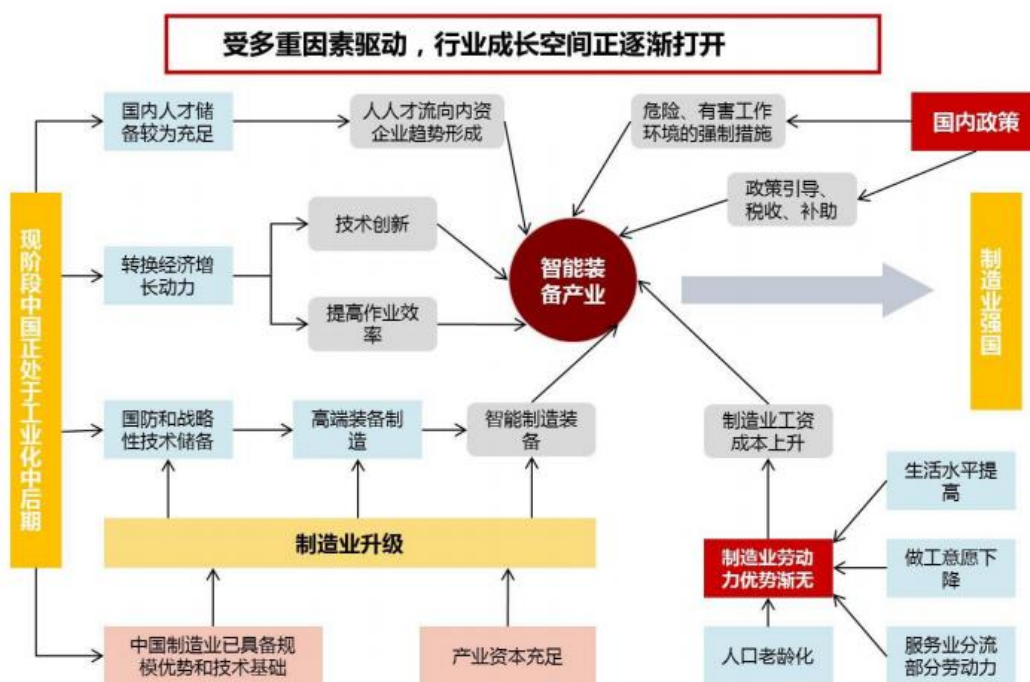 受多重因素驱动，行业成长空间正逐渐打开
国内人才储
备较为充足
人人才流向内资
企业趋势形成
危险、有害工作
环境的强制措施
国内政策
政策引导、
税收、补助
现阶段中国正处于工业化中后期
转换经济增
长动力
技术创新
提高作业效
率
智能装
备产业
制造业强国
国防和战略
性技术储备
高端装备制
造
智能制造装
备
制造业工资
成本上升
制造业升级
制造业劳动
力优势渐无
生活水平提
高
做工意愿下
降
服务业分流
部分劳动力
人口老龄化
中国制造业已具备规
模优势和技术基础
产业资本充足